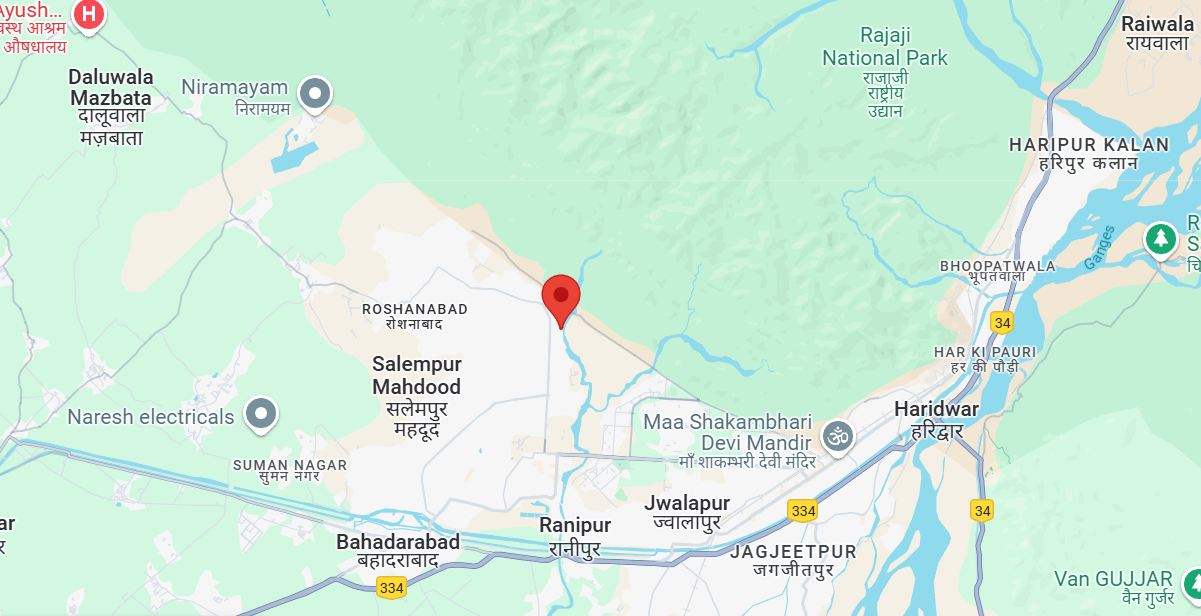 Ayush...
H
स्थ आश्रम
औषधालय
Daluwala
Mazbata
दालूवाला
मज़बाता
Niramayam
निरामयम
Rajaji
National Park
राजाजी
राष्ट्रीय
उद्यान
Raiwala
रायवाला
HARIPUR KALAN
हरिपुर कलान
Ganges
R
S
चि
BHOOPATWALA
भूपतवाला
34
ROSHANABAD
रोशनाबाद
HAR KI PAURI
हर की पौड़ी
Salempur
Mahdood
सलेमपुर
महदूद
Naresh electricals
Maa Shakambhari
Devi Mandir
माँ शाकम्भरी देवी मंदिर
ॐ
Haridwar
हरिद्वार
SUMAN NAGAR
सुमन नगर
Jwalapur
ज्वालापुर
334
34
ar
र
Ranipur
रानीपुर
Bahadarabad
बहादराबाद
JAGJEETPUR
जगजीतपुर
334
Van GUJJAR
वैन गुर्जर